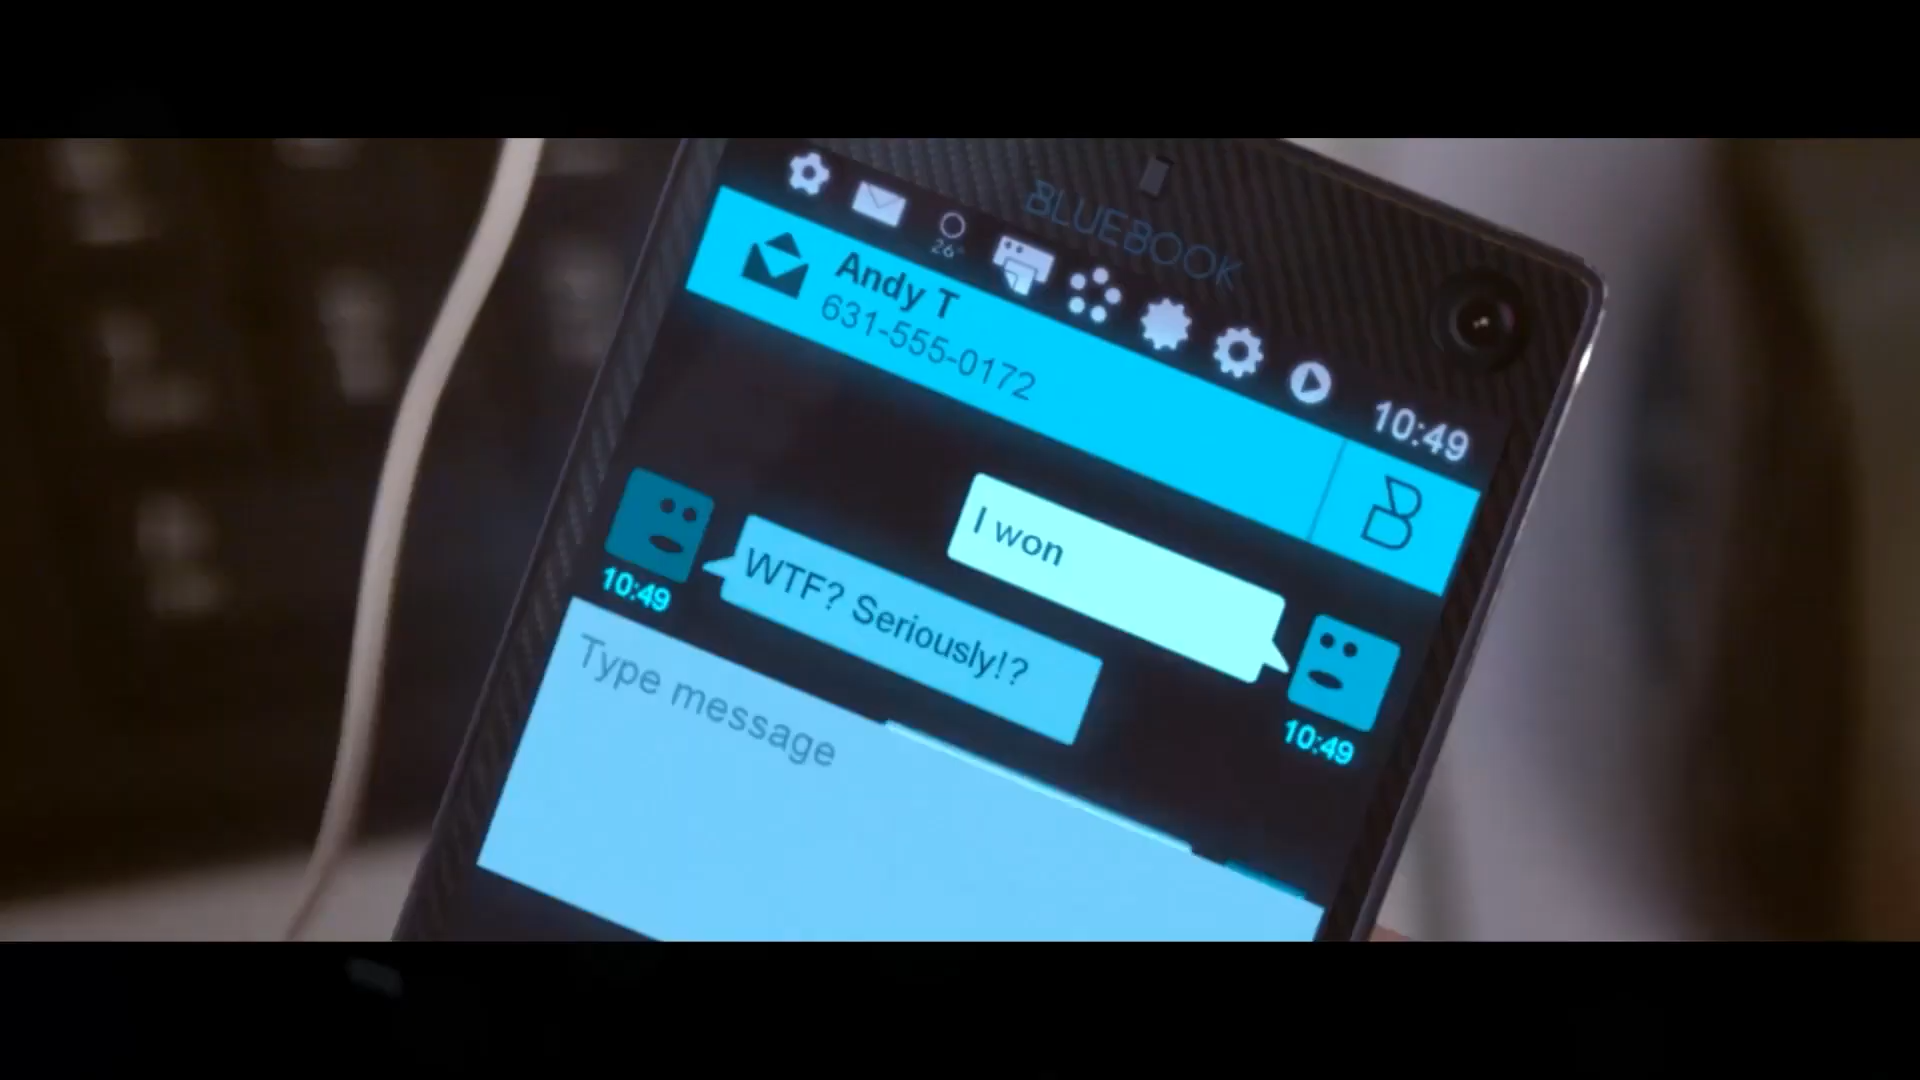 BLUEBOOK
26°
10:49
Andy T
631-555-0172
I won
10:49
WTF? Seriously!?
10:49
Type message